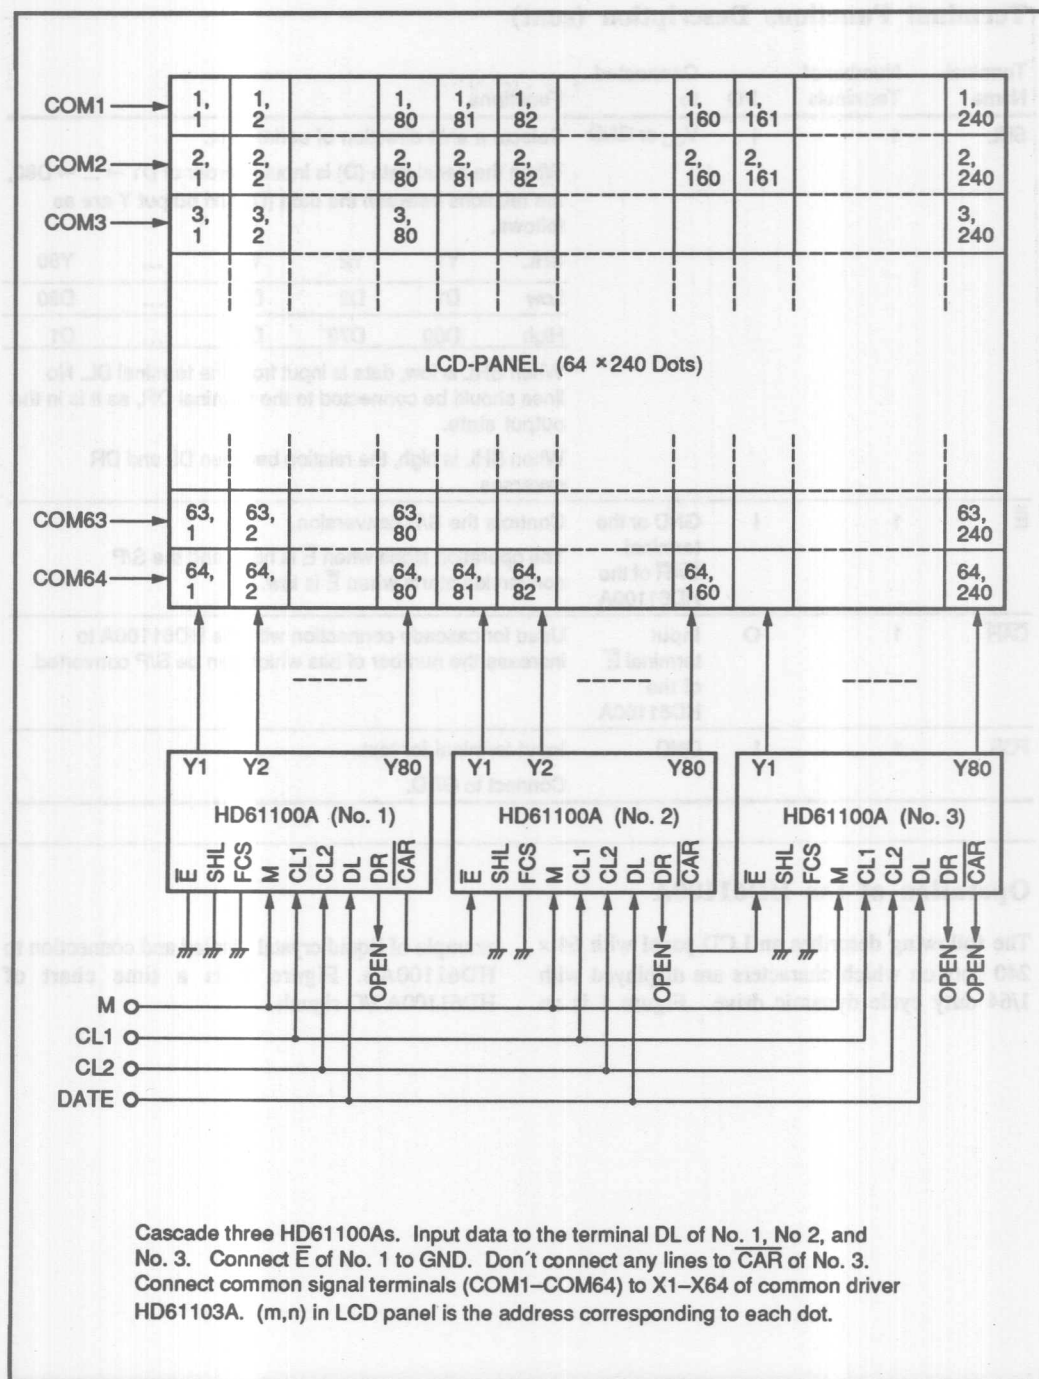 COM1 1,1 1,2 1,80 1,81 1,82 1,160 1,161 1,240
COM2 2,1 2,2 2,80 2,81 2,82 2,160 2,161 2,240
COM3 3,1 3,2 3,80 3,240
LCD-PANEL (64 × 240 Dots)
COM63 63,1 63,2 63,80 63,240
COM64 64,1 64,2 64,80 64,81 64,82 64,160 64,240
Y1 Y2 Y80 Y1 Y2 Y80 Y1 Y80
HD61100A (No. 1) HD61100A (No. 2) HD61100A (No. 3)
E̅ SHL FCS M CL1 CL2 DL DR C̅A̅R̅ E̅ SHL FCS M CL1 CL2 DL DR C̅A̅R̅ E̅ SHL FCS M CL1 CL2 DL DR C̅A̅R̅
OPEN OPEN OPEN OPEN
M
CL1
CL2
DATE
Cascade three HD61100As. Input data to the terminal DL of No. 1, No 2, and
No. 3. Connect E̅ of No. 1 to GND. Don´t connect any lines to C̅A̅R̅ of No. 3.
Connect common signal terminals (COM1–COM64) to X1–X64 of common driver
HD61103A. (m,n) in LCD panel is the address corresponding to each dot.